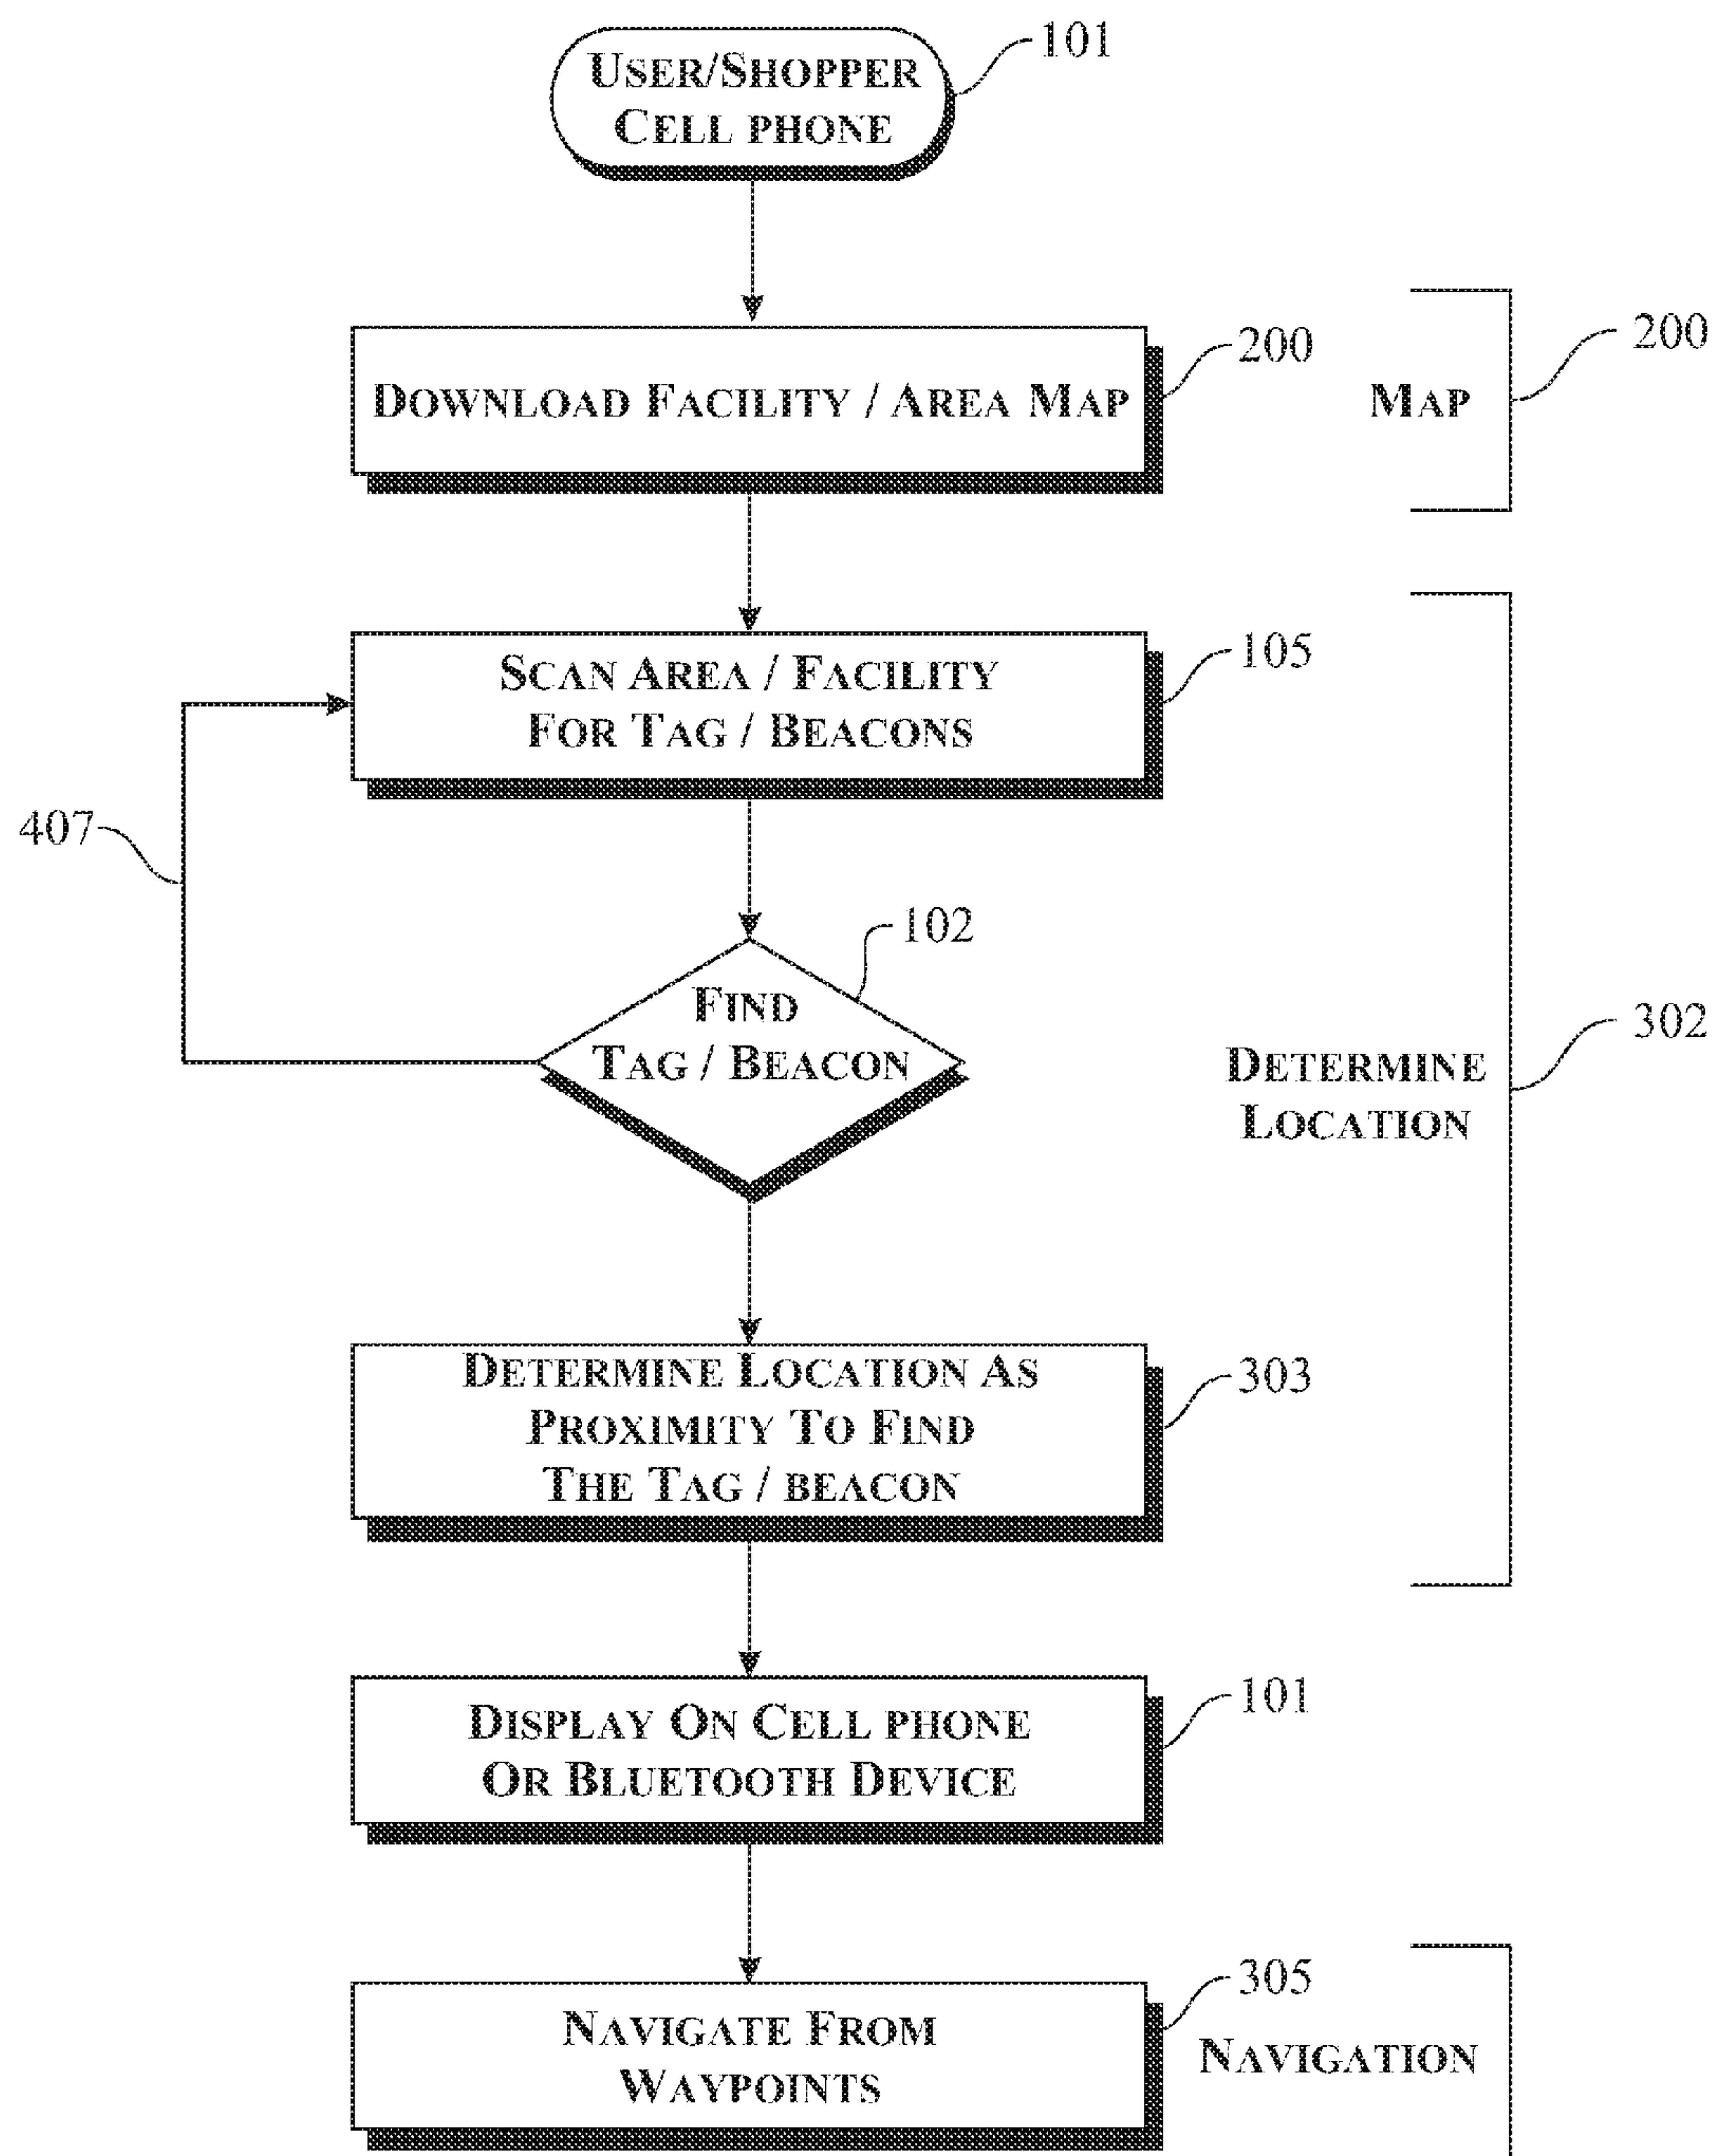 USER/SHOPPER
CELL PHONE
101
DOWNLOAD FACILITY / AREA MAP
200
MAP
200
SCAN AREA / FACILITY
FOR TAG / BEACONS
105
407
FIND
TAG / BEACON
102
DETERMINE
LOCATION
302
DETERMINE LOCATION AS
PROXIMITY TO FIND
THE TAG / BEACON
303
DISPLAY ON CELL PHONE
OR BLUETOOTH DEVICE
101
NAVIGATE FROM
WAYPOINTS
305
NAVIGATION